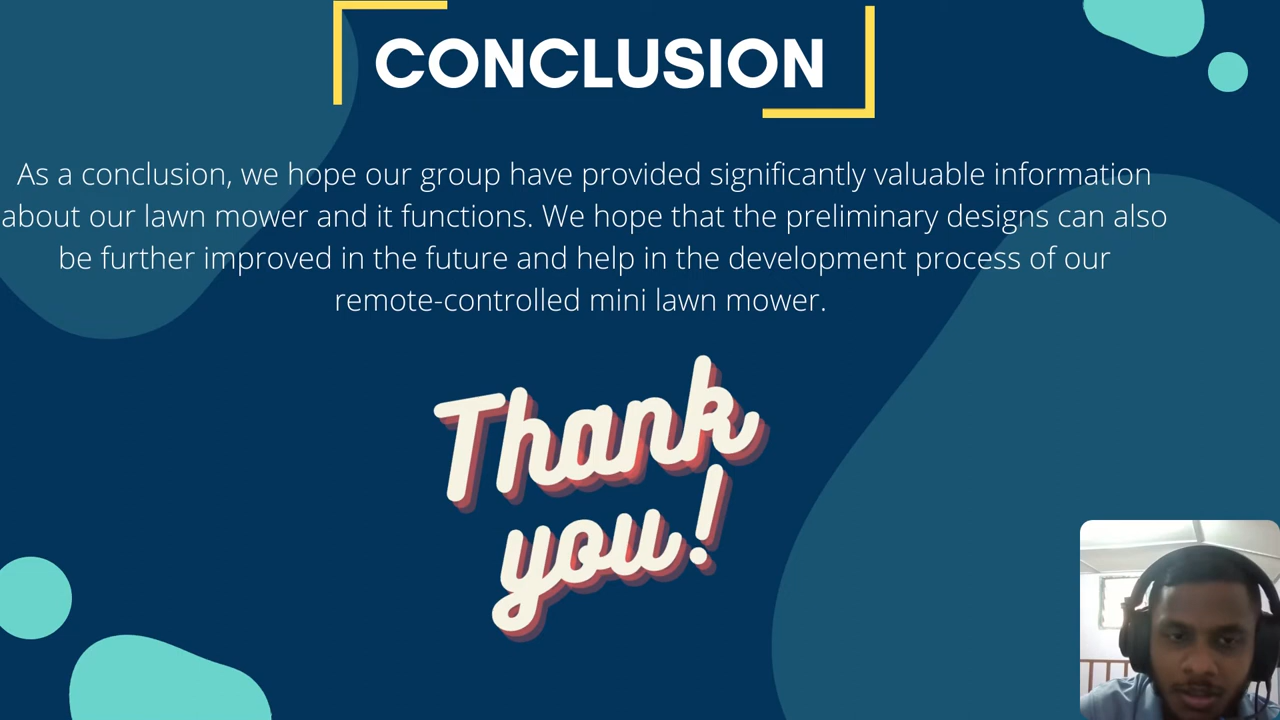 CONCLUSION
As a conclusion, we hope our group have provided significantly valuable information
about our lawn mower and it functions. We hope that the preliminary designs can also
be further improved in the future and help in the development process of our
remote-controlled mini lawn mower.
Thank
you!